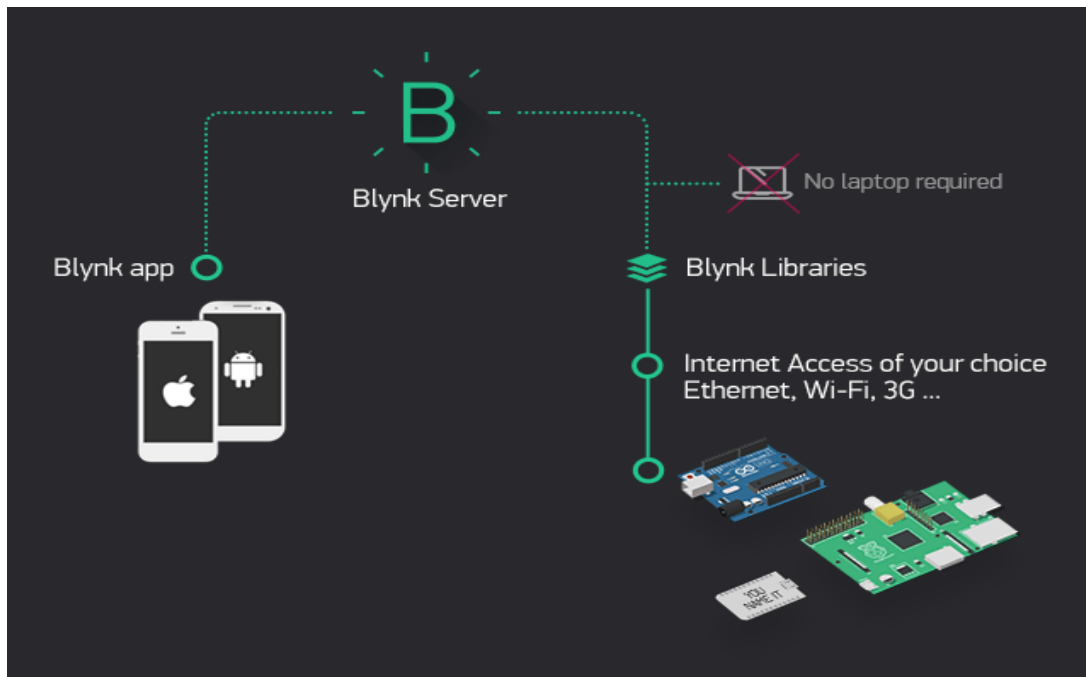 B
Blynk Server
No laptop required
Blynk app
Blynk Libraries
Internet Access of your choice
Ethernet, Wi-Fi, 3G ...
YOU
NAME IT